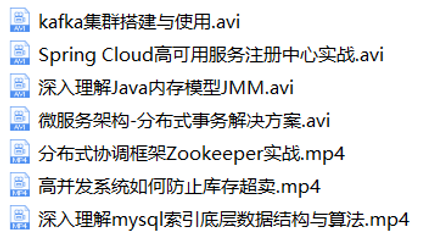 kafka集群搭建与使用.avi
Spring Cloud高可用服务注册中心实战.avi
深入理解Java内存模型JMM.avi
微服务架构-分布式事务解决方案.avi
分布式协调框架Zookeeper实战.mp4
高并发系统如何防止库存超卖.mp4
深入理解mysql索引底层数据结构与算法.mp4